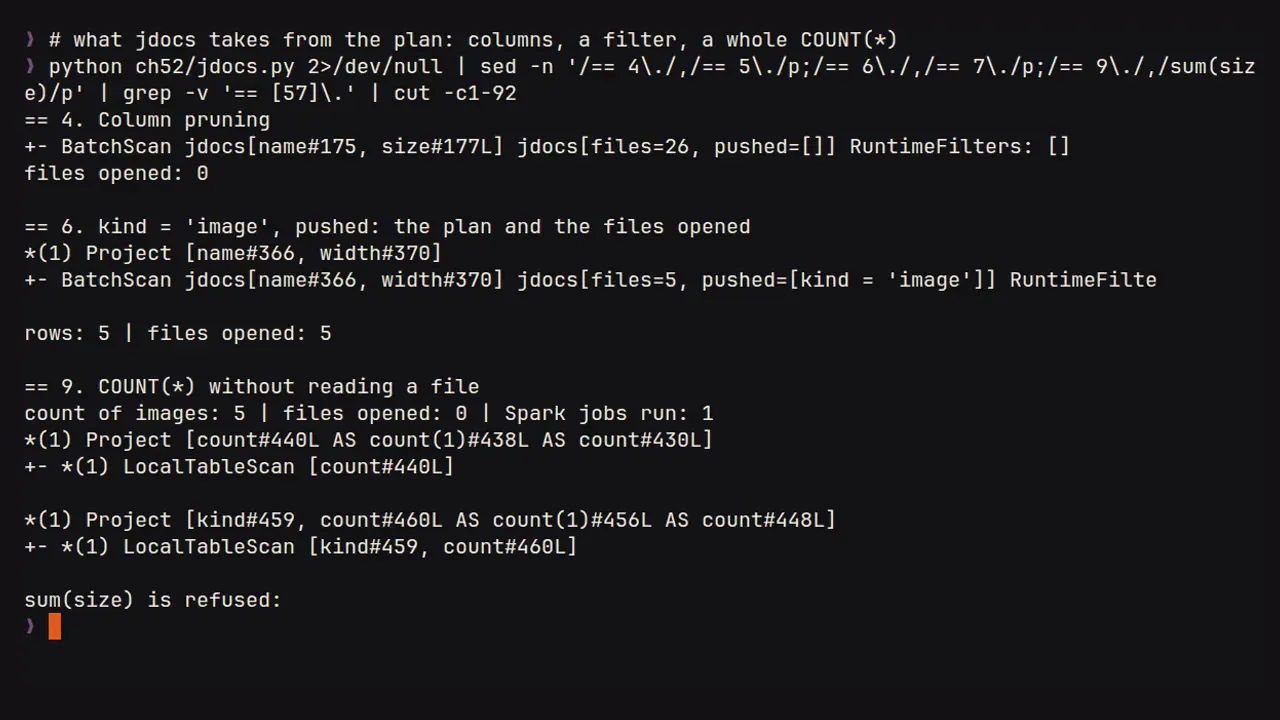 ❯ # what jdocs takes from the plan: columns, a filter, a whole COUNT(*)
❯ python ch52/jdocs.py 2>/dev/null | sed -n '/== 4\./,/== 5\./p;/== 6\./,/== 7\./p;/== 9\./,/sum(siz
e)/p' | grep -v '== [57]\.' | cut -c1-92
== 4. Column pruning
+- BatchScan jdocs[name#175, size#177L] jdocs[files=26, pushed=[]] RuntimeFilters: []
files opened: 0
== 6. kind = 'image', pushed: the plan and the files opened
*(1) Project [name#366, width#370]
+- BatchScan jdocs[name#366, width#370] jdocs[files=5, pushed=[kind = 'image']] RuntimeFilte
rows: 5 | files opened: 5
== 9. COUNT(*) without reading a file
count of images: 5 | files opened: 0 | Spark jobs run: 1
*(1) Project [count#440L AS count(1)#438L AS count#430L]
+- *(1) LocalTableScan [count#440L]
*(1) Project [kind#459, count#460L AS count(1)#456L AS count#448L]
+- *(1) LocalTableScan [kind#459, count#460L]
sum(size) is refused:
❯